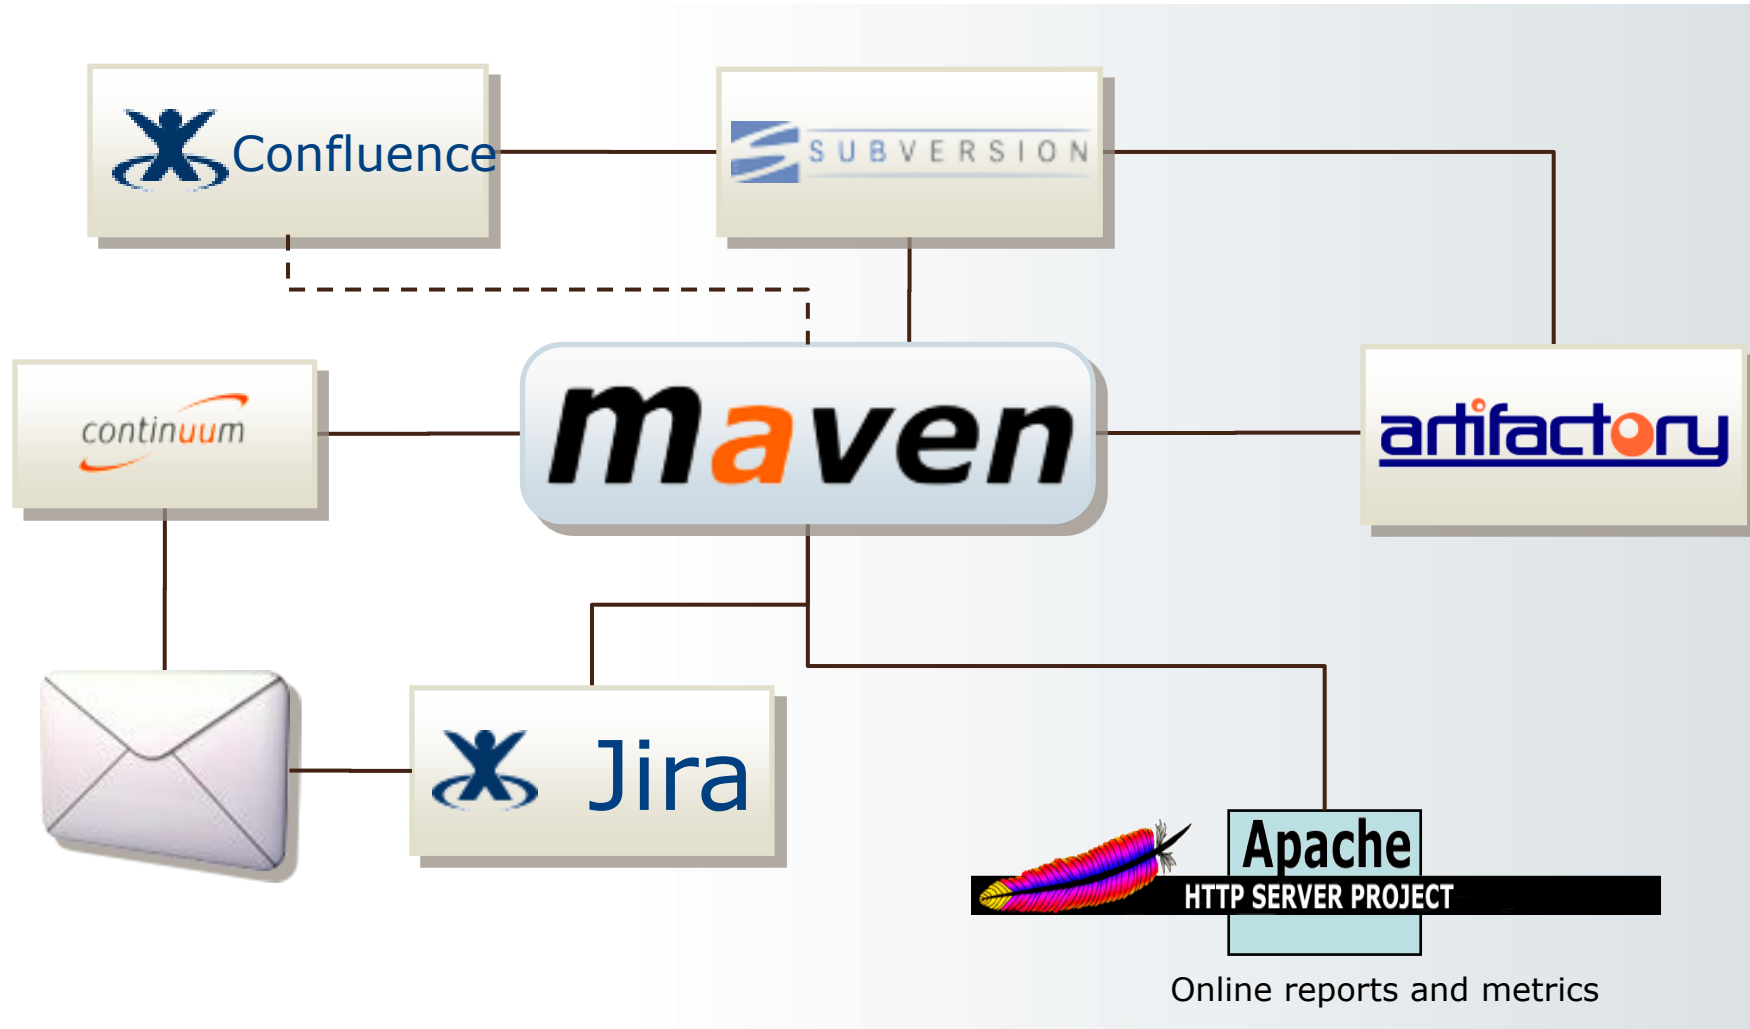 Confluence
SUBVERSION
continuum
maven
artifactory
Jira
Apache
HTTP SERVER PROJECT
Online reports and metrics